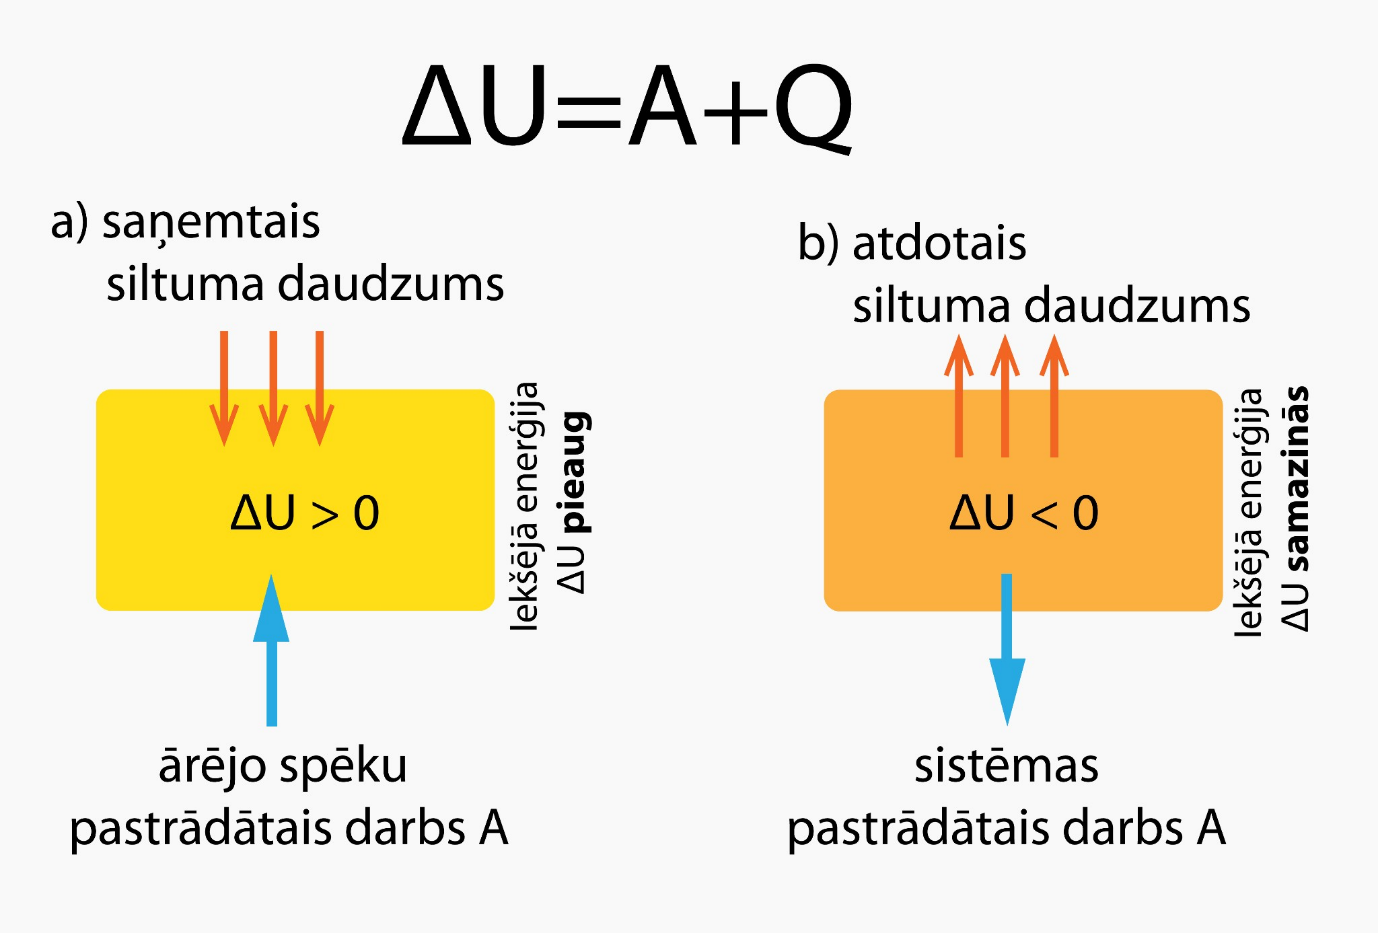 ΔU=A+Q
a) saņemtais
siltuma daudzums
ΔU > 0
Iekšējā enerģija
ΔU pieaug
ārējo spēku
pastrādātais darbs A
b) atdotais
siltuma daudzums
ΔU < 0
Iekšējā enerģija
ΔU samazinās
sistēmas
pastrādātais darbs A